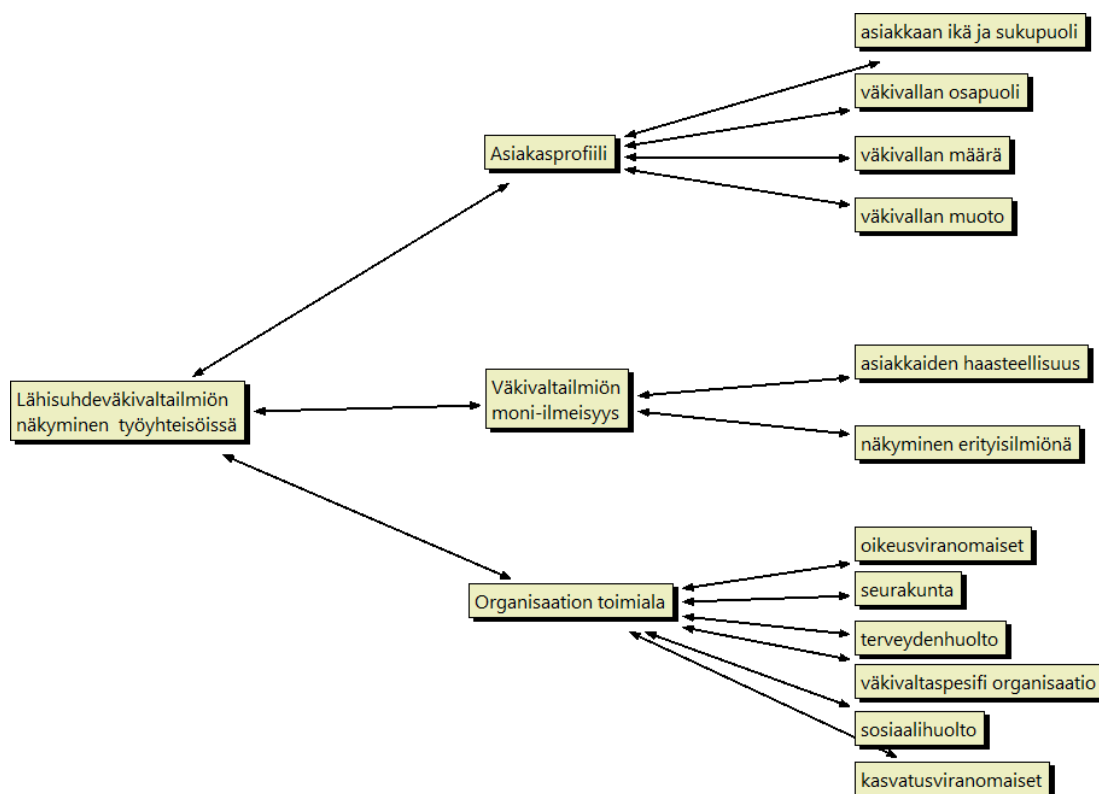 asiakkaan ikä ja sukupuoli
väkivallan osapuoli
Asiakasprofiili
väkivallan määrä
väkivallan muoto
Lähisuhdeväkivaltailmiön
näkyminen työyhteisöissä
Väkivaltailmiön
moni-ilmeisyys
asiakkaiden haasteellisuus
näkyminen erityisilmiönä
Organisaation toimiala
oikeusviranomaiset
seurakunta
terveydenhuolto
väkivaltaspesifi organisaatio
sosiaalihuolto
kasvatusviranomaiset